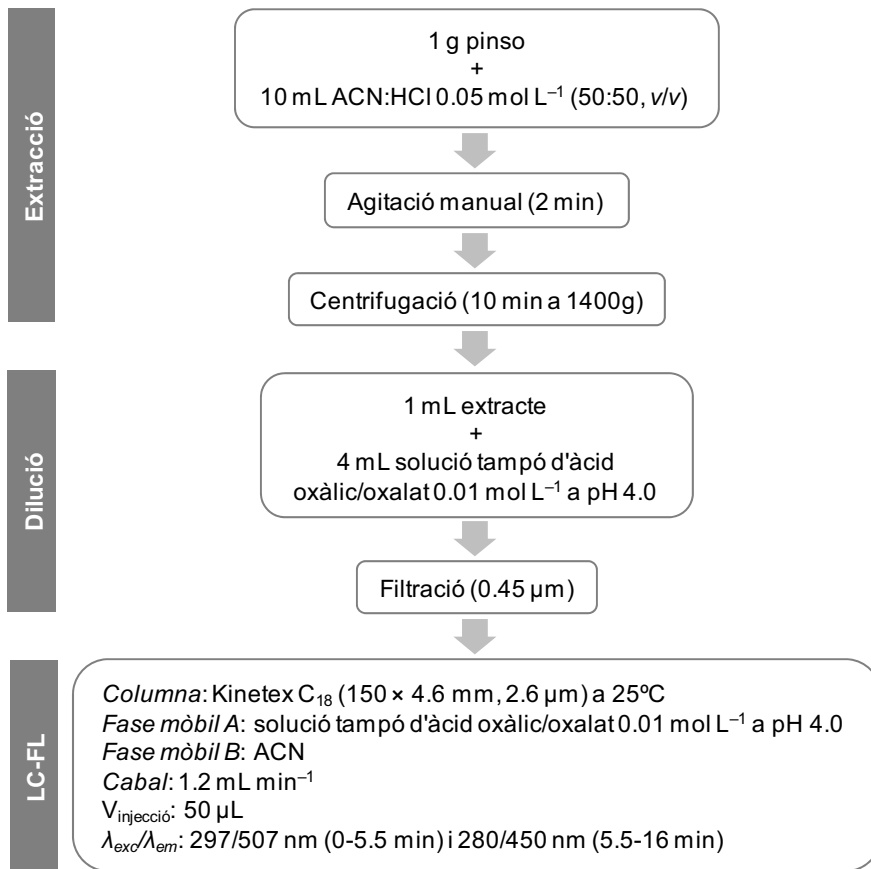 Extracció
1 g pinso
+
10 mL ACN:HCl 0.05 mol L⁻¹ (50:50, v/v)
Agitació manual (2 min)
Centrifugació (10 min a 1400g)
Dilució
1 mL extracte
+
4 mL solució tampó d'àcid
oxàlic/oxalat 0.01 mol L⁻¹ a pH 4.0
Filtració (0.45 µm)
LC-FL
Columna: Kinetex C₁₈ (150 × 4.6 mm, 2.6 µm) a 25ºC
Fase mòbil A: solució tampó d'àcid oxàlic/oxalat 0.01 mol L⁻¹ a pH 4.0
Fase mòbil B: ACN
Cabal: 1.2 mL min⁻¹
Vinjecció: 50 µL
λexc/λem: 297/507 nm (0-5.5 min) i 280/450 nm (5.5-16 min)